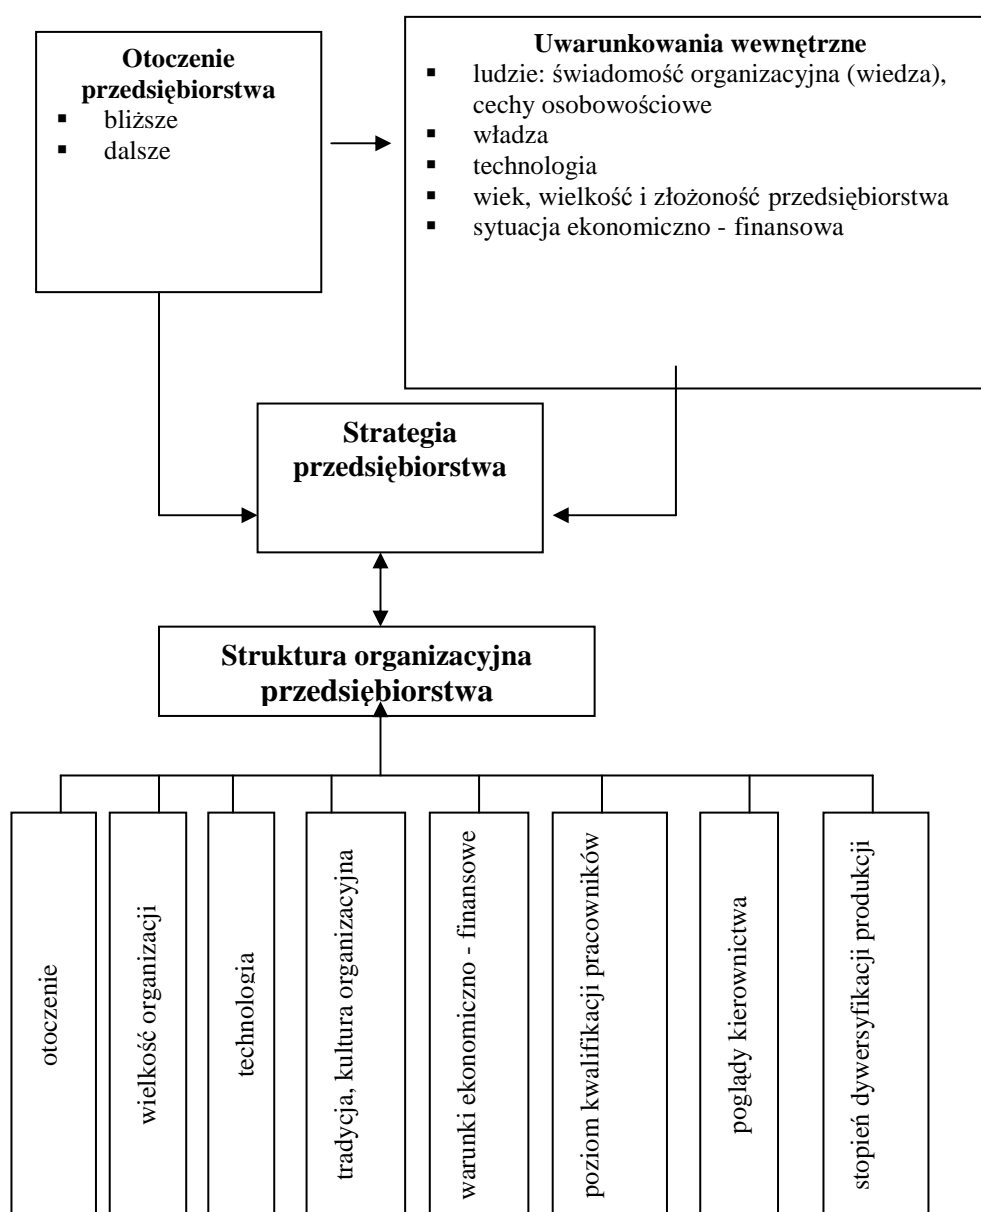 Otoczenie
przedsiębiorstwa
▪ bliższe
▪ dalsze
Uwarunkowania wewnętrzne
▪ ludzie: świadomość organizacyjna (wiedza),
cechy osobowościowe
▪ władza
▪ technologia
▪ wiek, wielkość i złożoność przedsiębiorstwa
▪ sytuacja ekonomiczno - finansowa
Strategia
przedsiębiorstwa
Struktura organizacyjna
przedsiębiorstwa
otoczenie
wielkość organizacji
technologia
tradycja, kultura organizacyjna
warunki ekonomiczno - finansowe
poziom kwalifikacji pracowników
poglądy kierownictwa
stopień dywersyfikacji produkcji